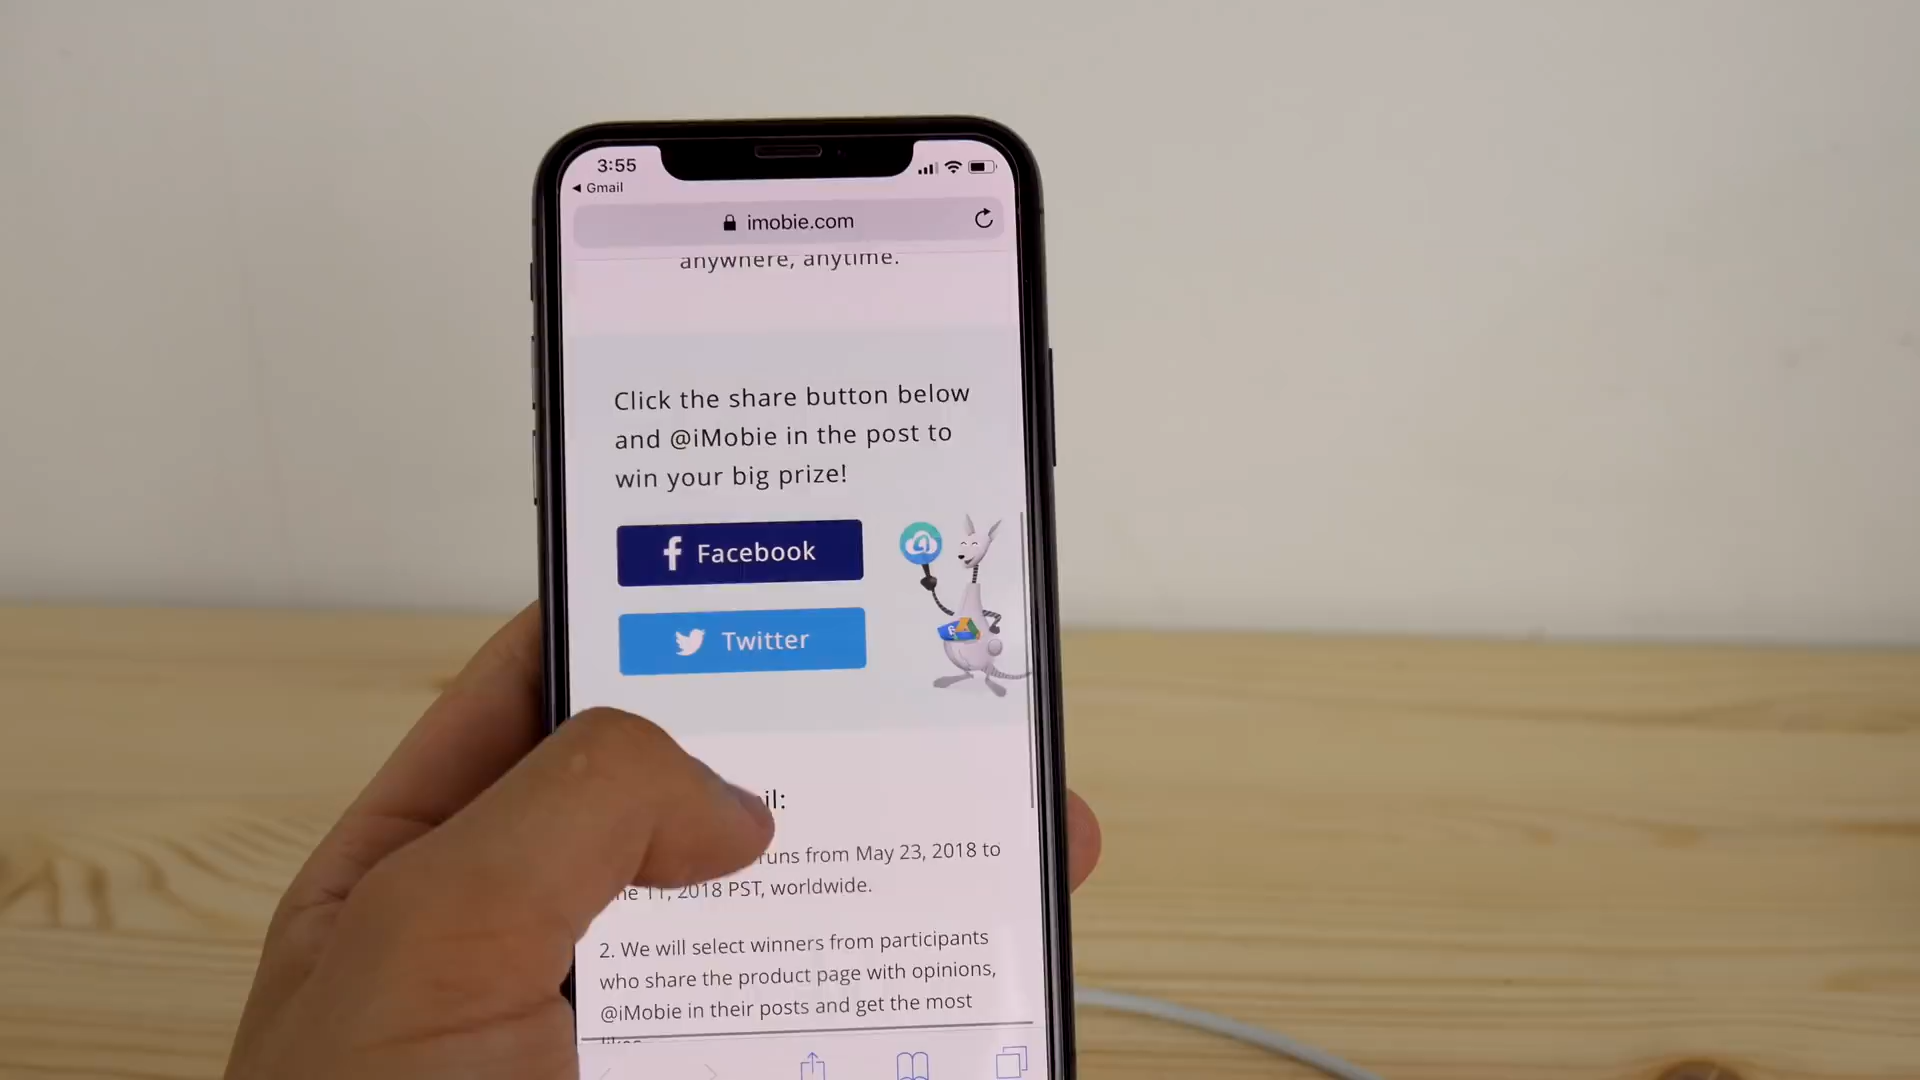 3:55
Gmail
imobie.com
anywhere, anytime.
Click the share button below
and @iMobie in the post to
win your big prize!
Facebook
Twitter
runs from May 23, 2018 to
11, 2018 PST, worldwide.
2. We will select winners from participants
who share the product page with opinions,
@iMobie in their posts and get the most